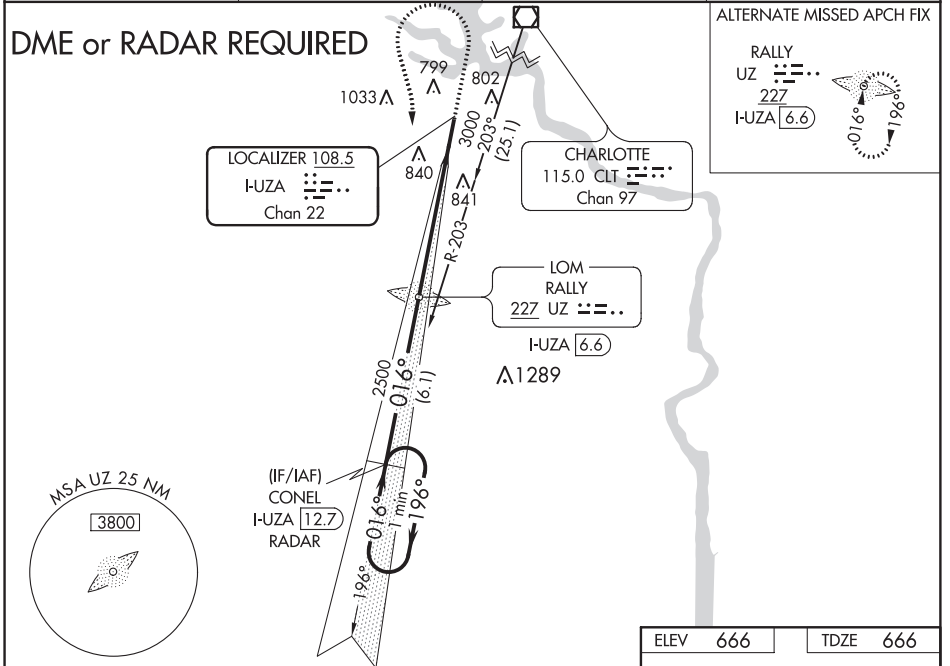 DME or RADAR REQUIRED
ALTERNATE MISSED APCH FIX
RALLY
UZ
227
I-UZA 6.6
016°
196°
799
802
1033
840
841
3000
203°
(25.1)
R-203
LOCALIZER 108.5
I-UZA
Chan 22
CHARLOTTE
115.0 CLT
Chan 97
LOM
RALLY
227 UZ
I-UZA 6.6
1289
2500
016°
(6.1)
(IF/IAF)
CONEL
I-UZA 12.7
RADAR
016°
1 min
196°
196°
MSA UZ 25 NM
3800
ELEV 666
TDZE 666